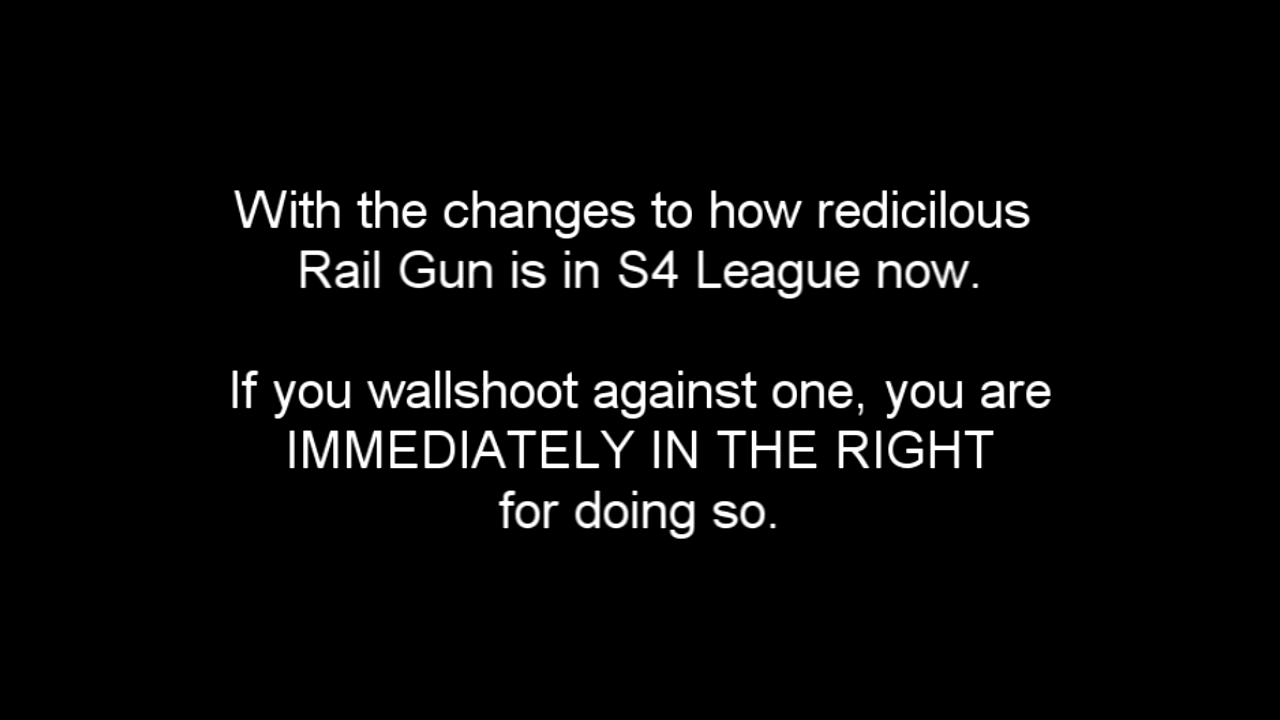 With the changes to how redicilous
Rail Gun is in S4 League now.
If you wallshoot against one, you are
IMMEDIATELY IN THE RIGHT
for doing so.